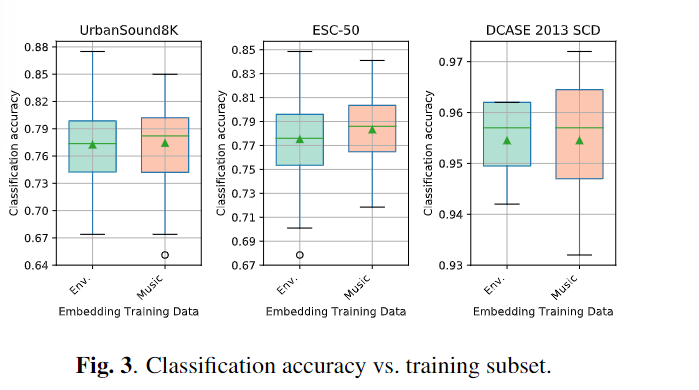 UrbanSound8K
Classification accuracy
0.88
0.85
0.82
0.79
0.76
0.73
0.70
0.67
0.64
Env.
Music
Embedding Training Data
ESC-50
Classification accuracy
0.85
0.83
0.81
0.79
0.77
0.75
0.73
0.71
0.69
0.67
Env.
Music
Embedding Training Data
DCASE 2013 SCD
Classification accuracy
0.97
0.96
0.95
0.94
0.93
Env.
Music
Embedding Training Data
Fig. 3. Classification accuracy vs. training subset.